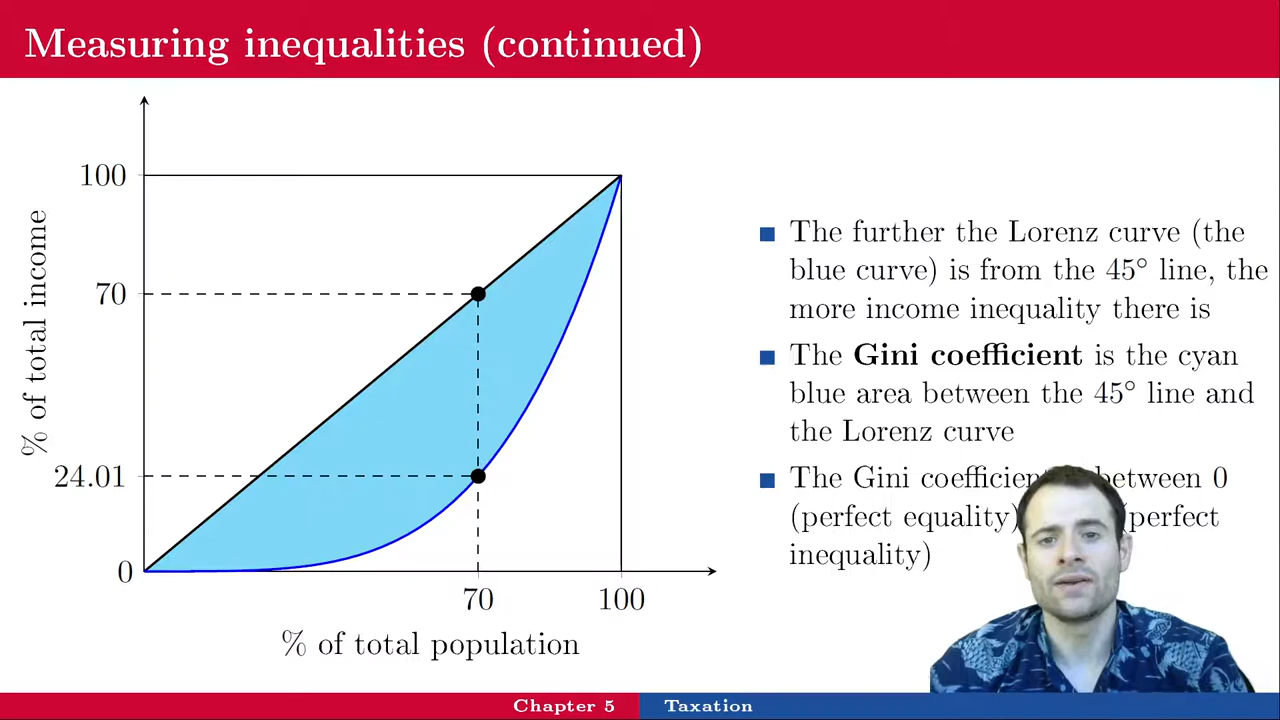 Measuring inequalities (continued)
100
70
24.01
0
70
100
% of total income
% of total population
The further the Lorenz curve (the
blue curve) is from the 45° line, the
more income inequality there is
The Gini coefficient is the cyan
blue area between the 45° line and
the Lorenz curve
The Gini between 0
(perfect equality) (perfect
inequality)
Chapter 5
Taxation